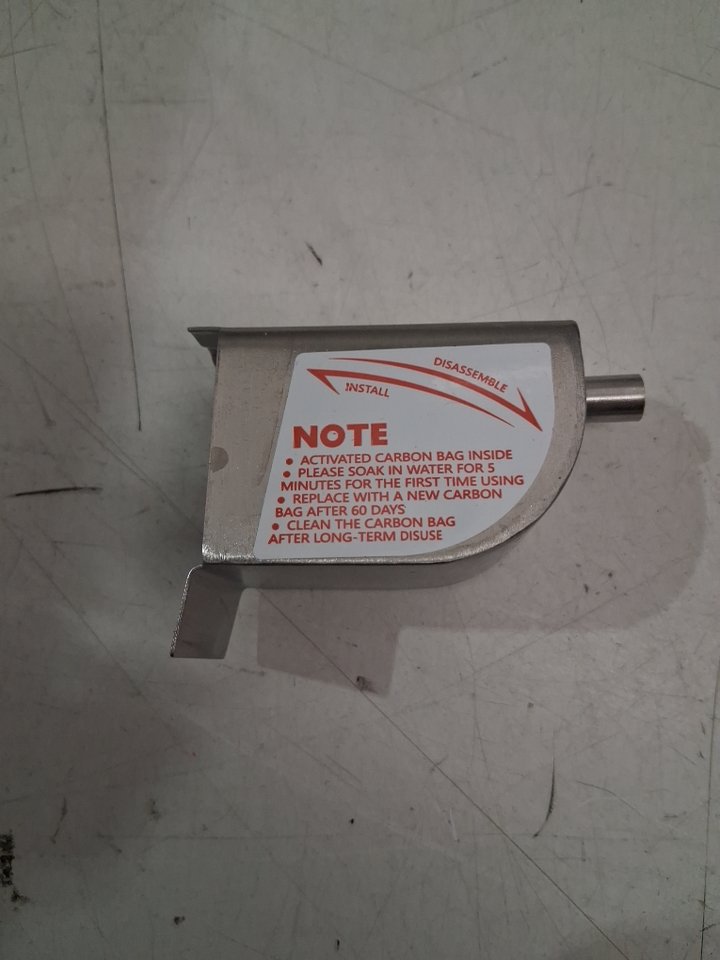 DISASSEMBLE
INSTALL
NOTE
• ACTIVATED CARBON BAG INSIDE
• PLEASE SOAK IN WATER FOR 5
MINUTES FOR THE FIRST TIME USING
• REPLACE WITH A NEW CARBON
BAG AFTER 60 DAYS
• CLEAN THE CARBON BAG
AFTER LONG-TERM DISUSE